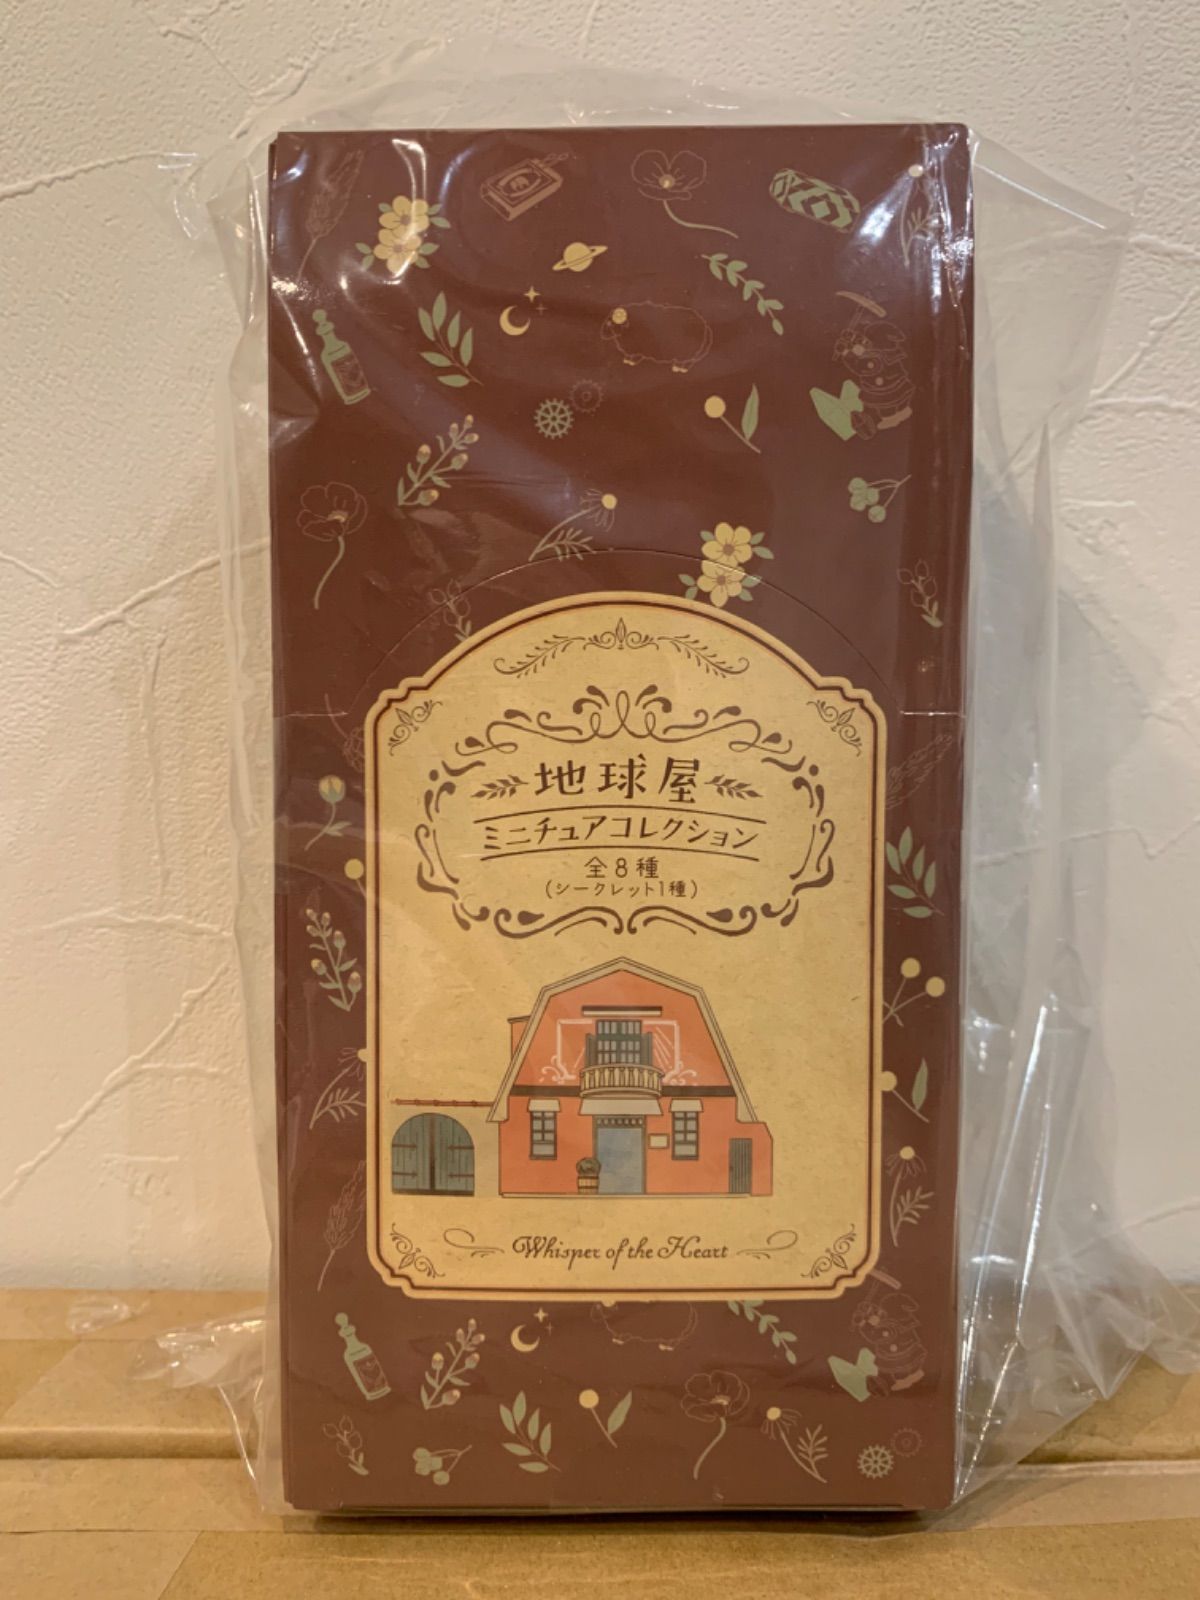 地球屋
ミニチュアコレクション
全8種
(シークレット1種)
Whisper of the Heart